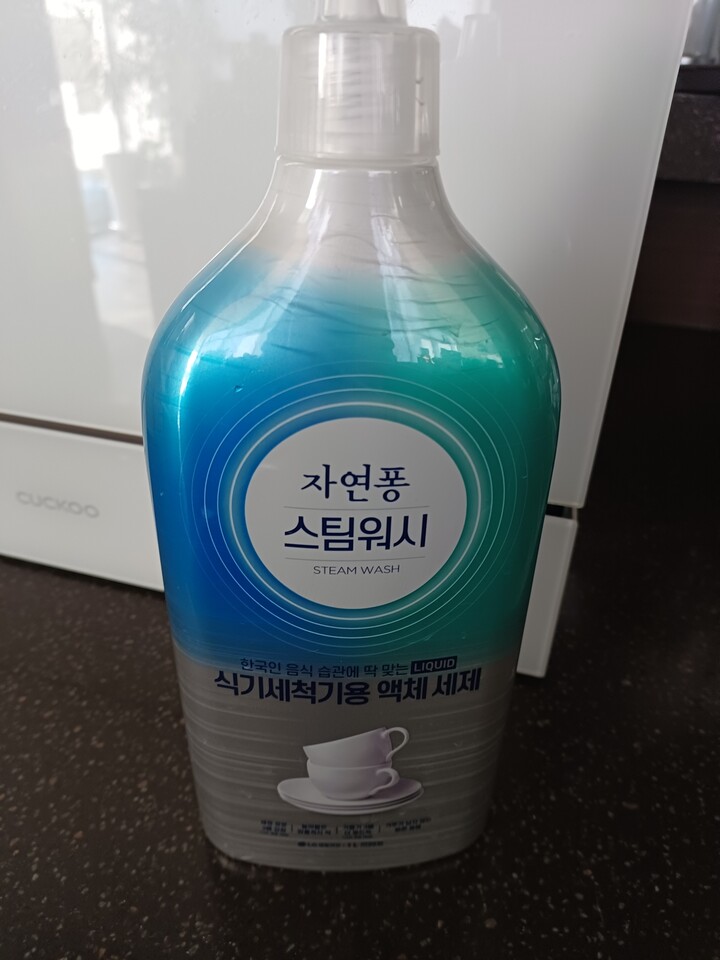 CUCKOO
자연퐁
스팀워시
STEAM WASH
한국인 음식 습관에 딱 맞는 LIQUID
식기세척기용 액체 세제